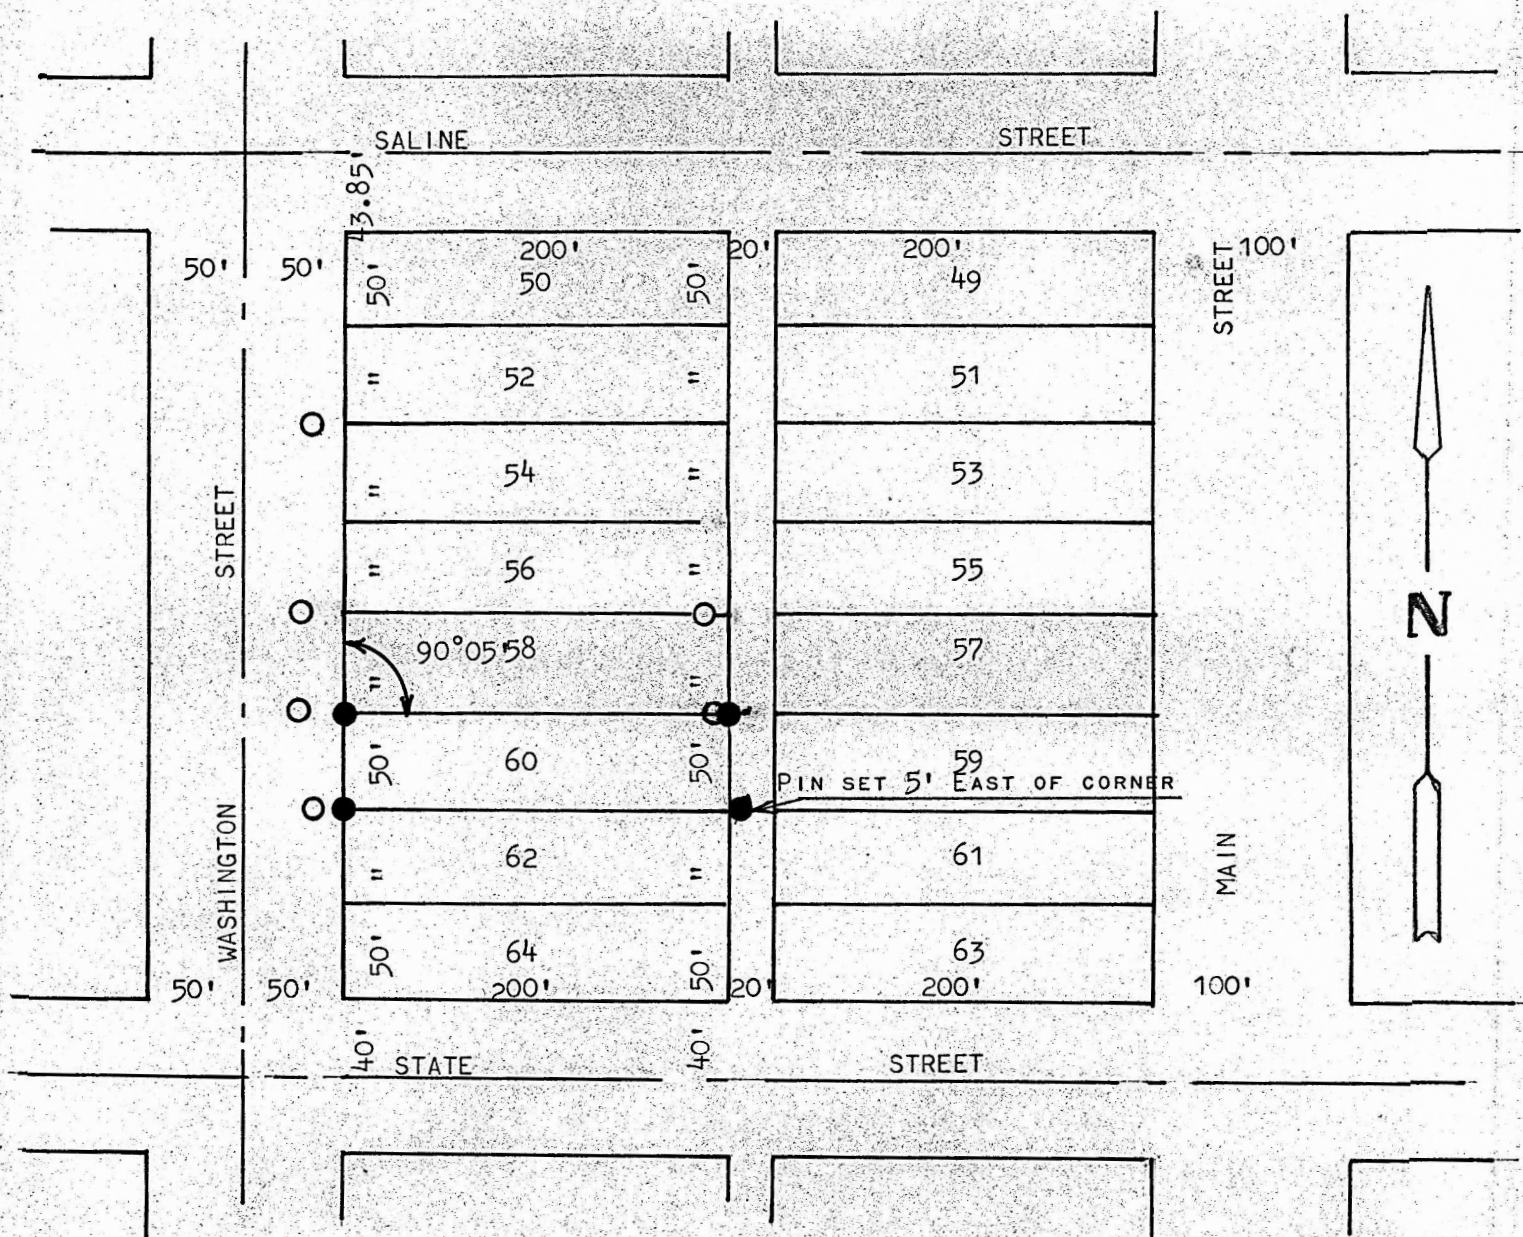 SALINE STREET
43.85'
50' 50' 50' 200' 50' 20' 200' STREET 100'
50 49
" 52 " 51
" 54 " 53
STREET " 56 " 55
N
90°05' 58 57
" "
50' 60 50' 59
PIN SET 5' EAST OF CORNER
WASHINGTON " 62 " 61 MAIN
50' 64 50' 63
50' 50' 200' 20' 200' 100'
40' STATE 40' STREET